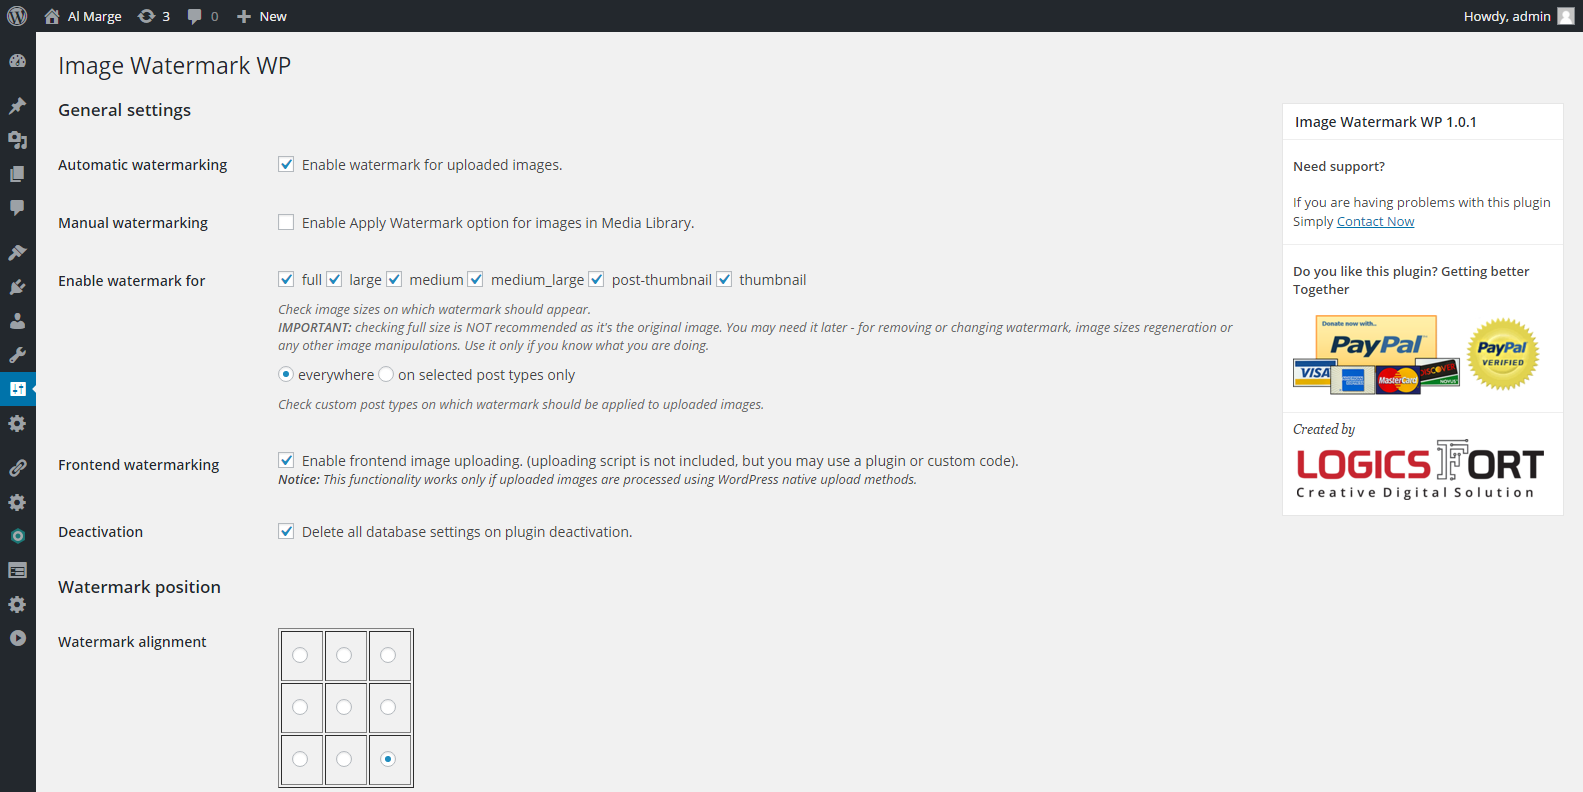 Al Marge 3 0 New Howdy, admin
Image Watermark WP
General settings
Automatic watermarking
Enable watermark for uploaded images.
Manual watermarking
Enable Apply Watermark option for images in Media Library.
Enable watermark for
full large medium medium_large post-thumbnail thumbnail
Check image sizes on which watermark should appear.
IMPORTANT: checking full size is NOT recommended as it's the original image. You may need it later - for removing or changing watermark, image sizes regeneration or
any other image manipulations. Use it only if you know what you are doing.
everywhere on selected post types only
Check custom post types on which watermark should be applied to uploaded images.
Frontend watermarking
Enable frontend image uploading. (uploading script is not included, but you may use a plugin or custom code).
Notice: This functionality works only if uploaded images are processed using WordPress native upload methods.
Deactivation
Delete all database settings on plugin deactivation.
Watermark position
Watermark alignment
Image Watermark WP 1.0.1
Need support?
If you are having problems with this plugin
Simply Contact Now
Do you like this plugin? Getting better
Together
Donate now with..
PayPal
VISA
AMERICAN EXPRESS
MasterCard
DISCOVER
NOVUS
PayPal
VERIFIED
Created by
LOGICSFORT
Creative Digital Solution